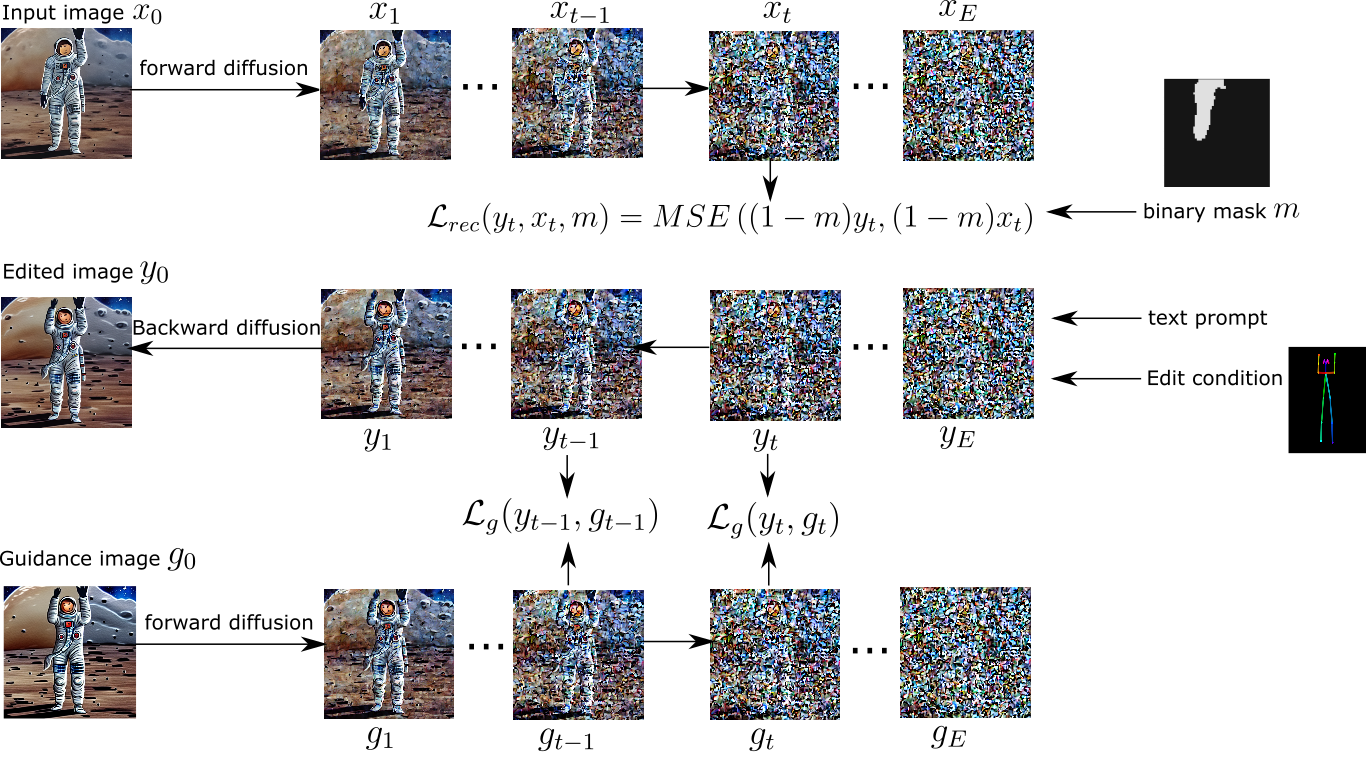 Input image x_0
x_1
x_{t-1}
x_t
x_E
forward diffusion
...
...
\mathcal{L}_{rec}(y_t, x_t, m) = MSE ((1 - m)y_t, (1 - m)x_t)
binary mask m
Edited image y_0
Backward diffusion
...
...
text prompt
Edit condition
y_1
y_{t-1}
y_t
y_E
\mathcal{L}_g(y_{t-1}, g_{t-1})
\mathcal{L}_g(y_t, g_t)
Guidance image g_0
forward diffusion
...
...
g_1
g_{t-1}
g_t
g_E